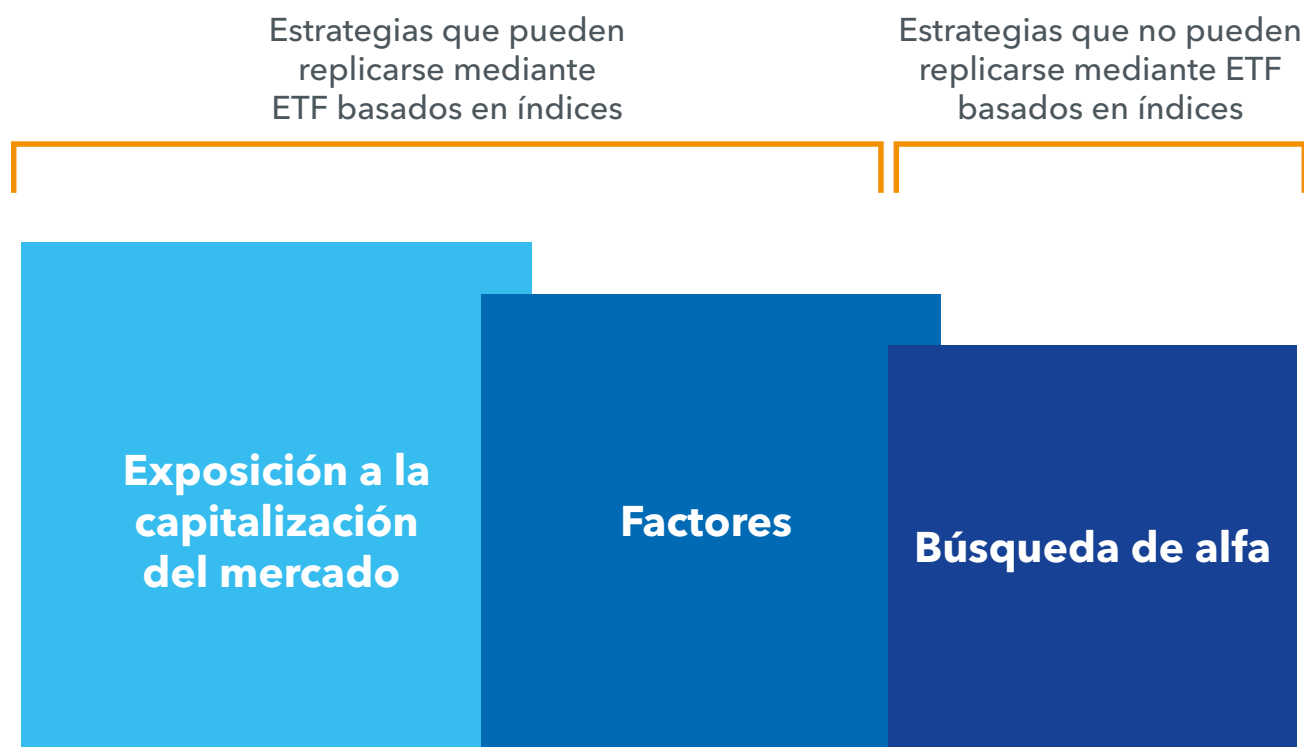 Estrategias que pueden
replicarse mediante
ETF basados en índices
Estrategias que no pueden
replicarse mediante ETF
basados en índices
Exposición a la
capitalización
del mercado
Factores
Búsqueda de alfa